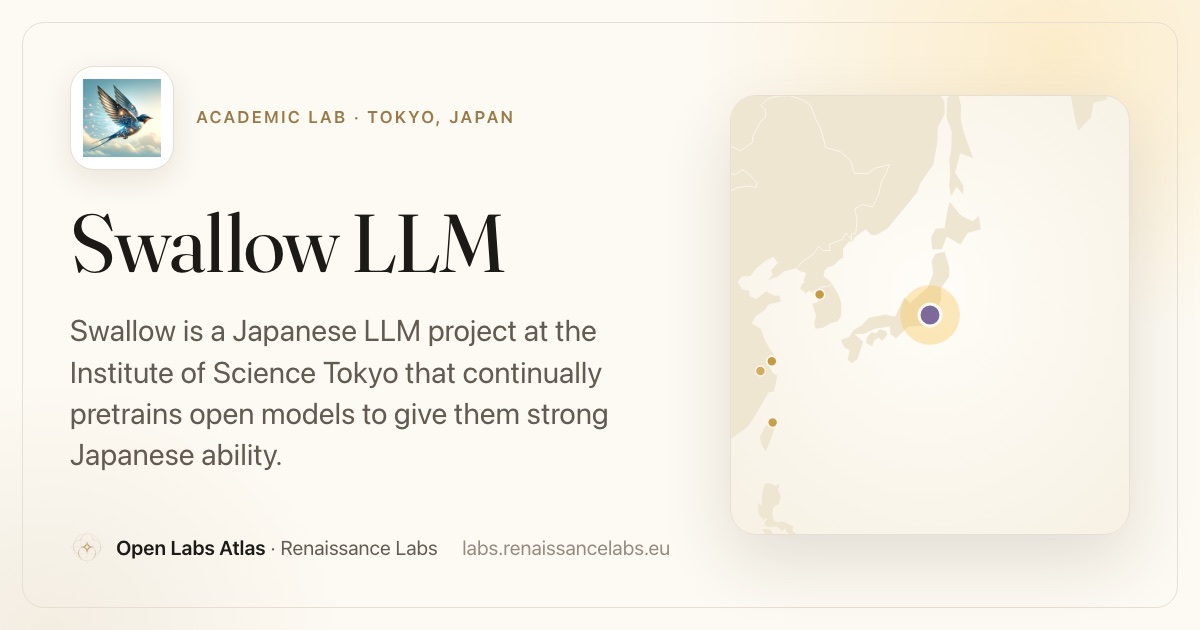 ACADEMIC LAB · TOKYO, JAPAN
Swallow LLM
Swallow is a Japanese LLM project at the
Institute of Science Tokyo that continually
pretrains open models to give them strong
Japanese ability.
Open Labs Atlas · Renaissance Labs labs.renaissancelabs.eu